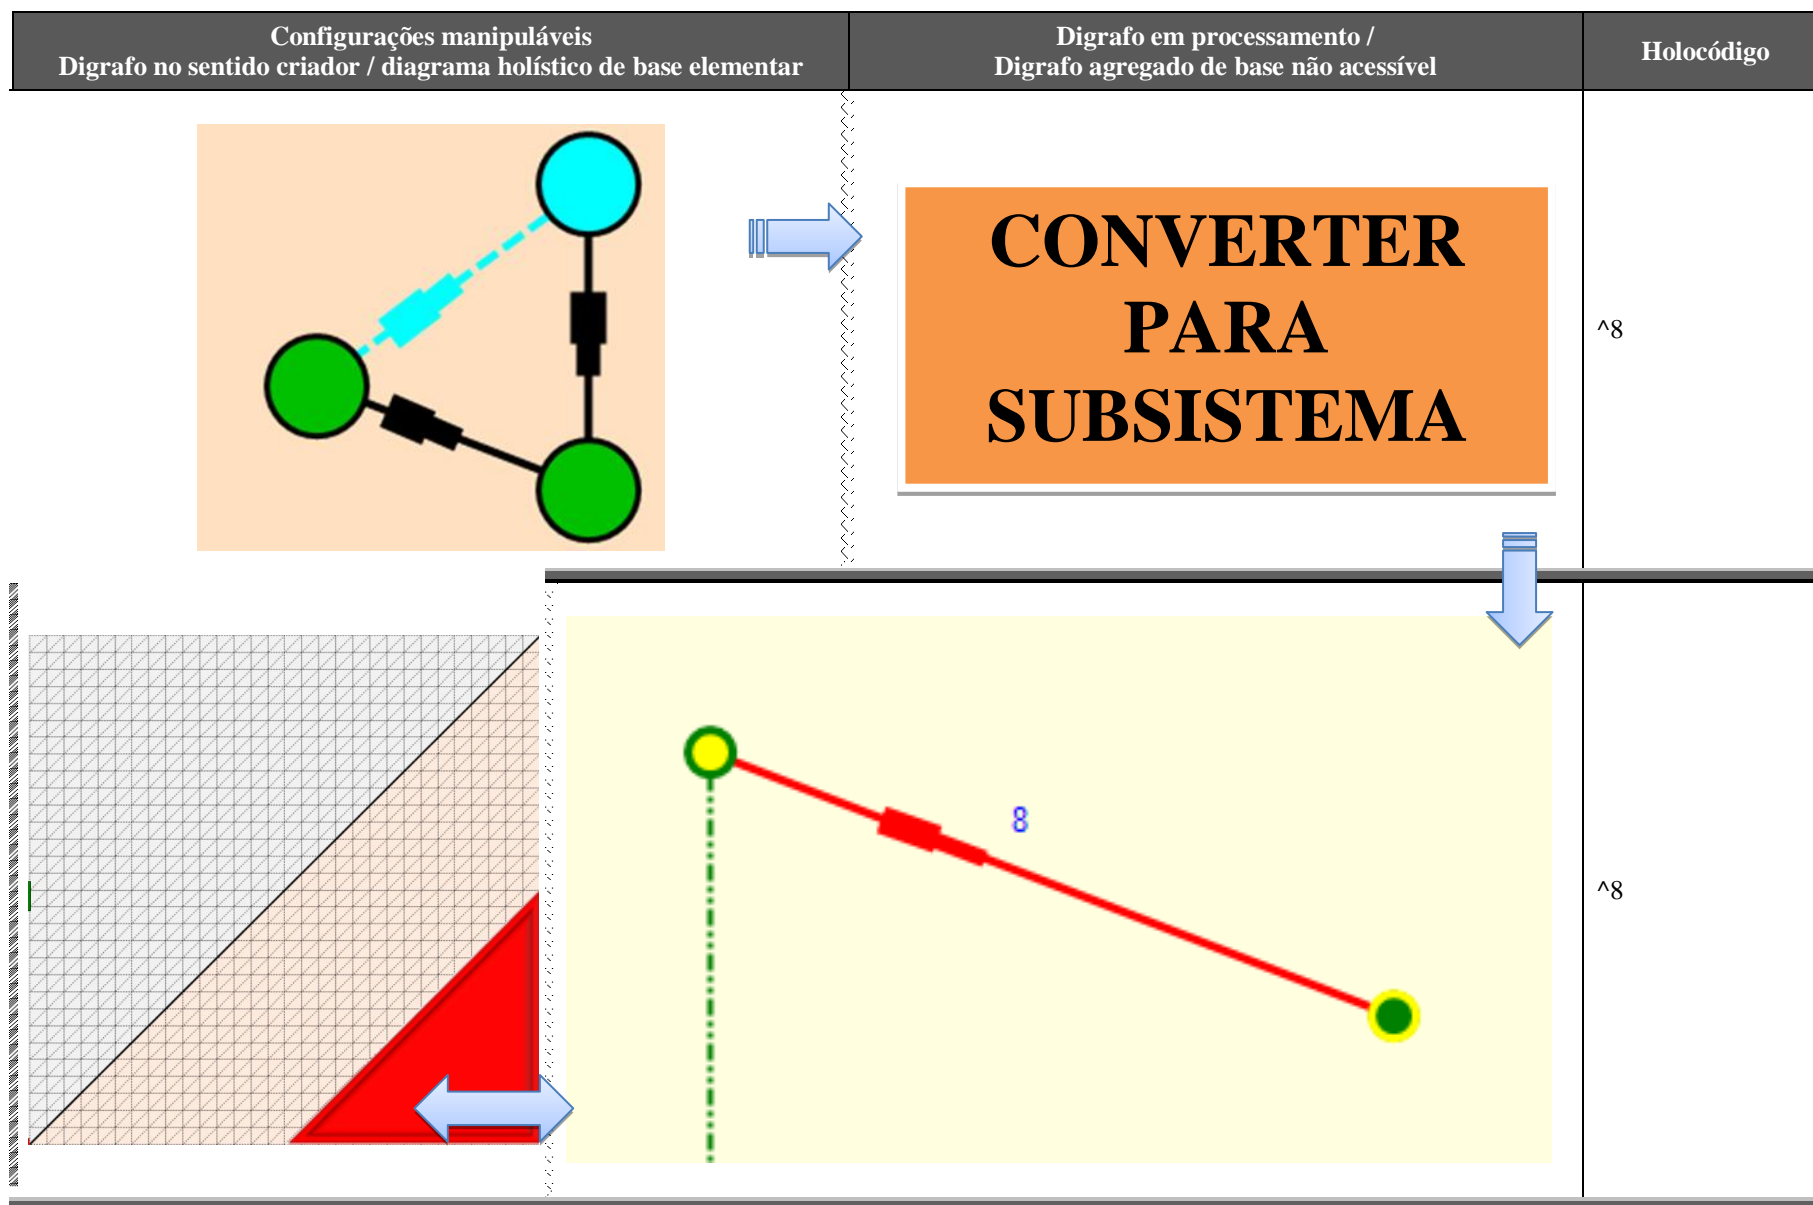 Configurações manipuláveis
Digrafo no sentido criador / diagrama holístico de base elementar
Digrafo em processamento /
Digrafo agregado de base não acessível
Holocódigo
CONVERTER
PARA
SUBSISTEMA
^8
8
^8